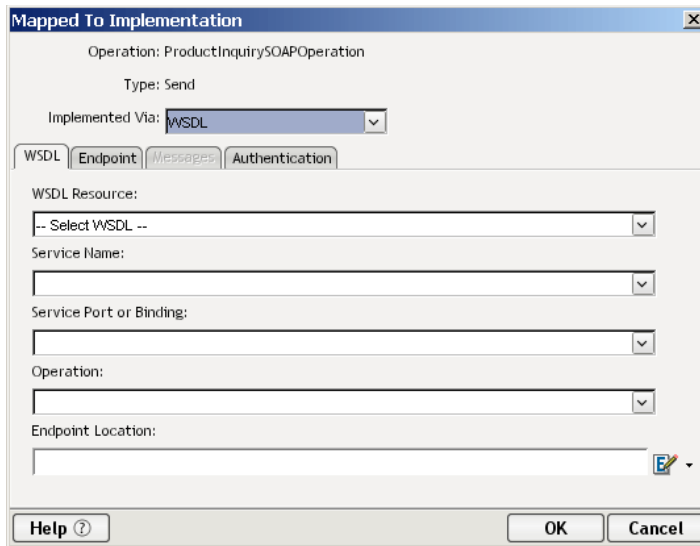 Mapped To Implementation
Operation: ProductInquirySOAPOperation
Type: Send
Implemented Via: WSDL
WSDL Endpoint Messages Authentication
WSDL Resource:
-- Select WSDL --
Service Name:
Service Port or Binding:
Operation:
Endpoint Location:
E
Help ? OK Cancel